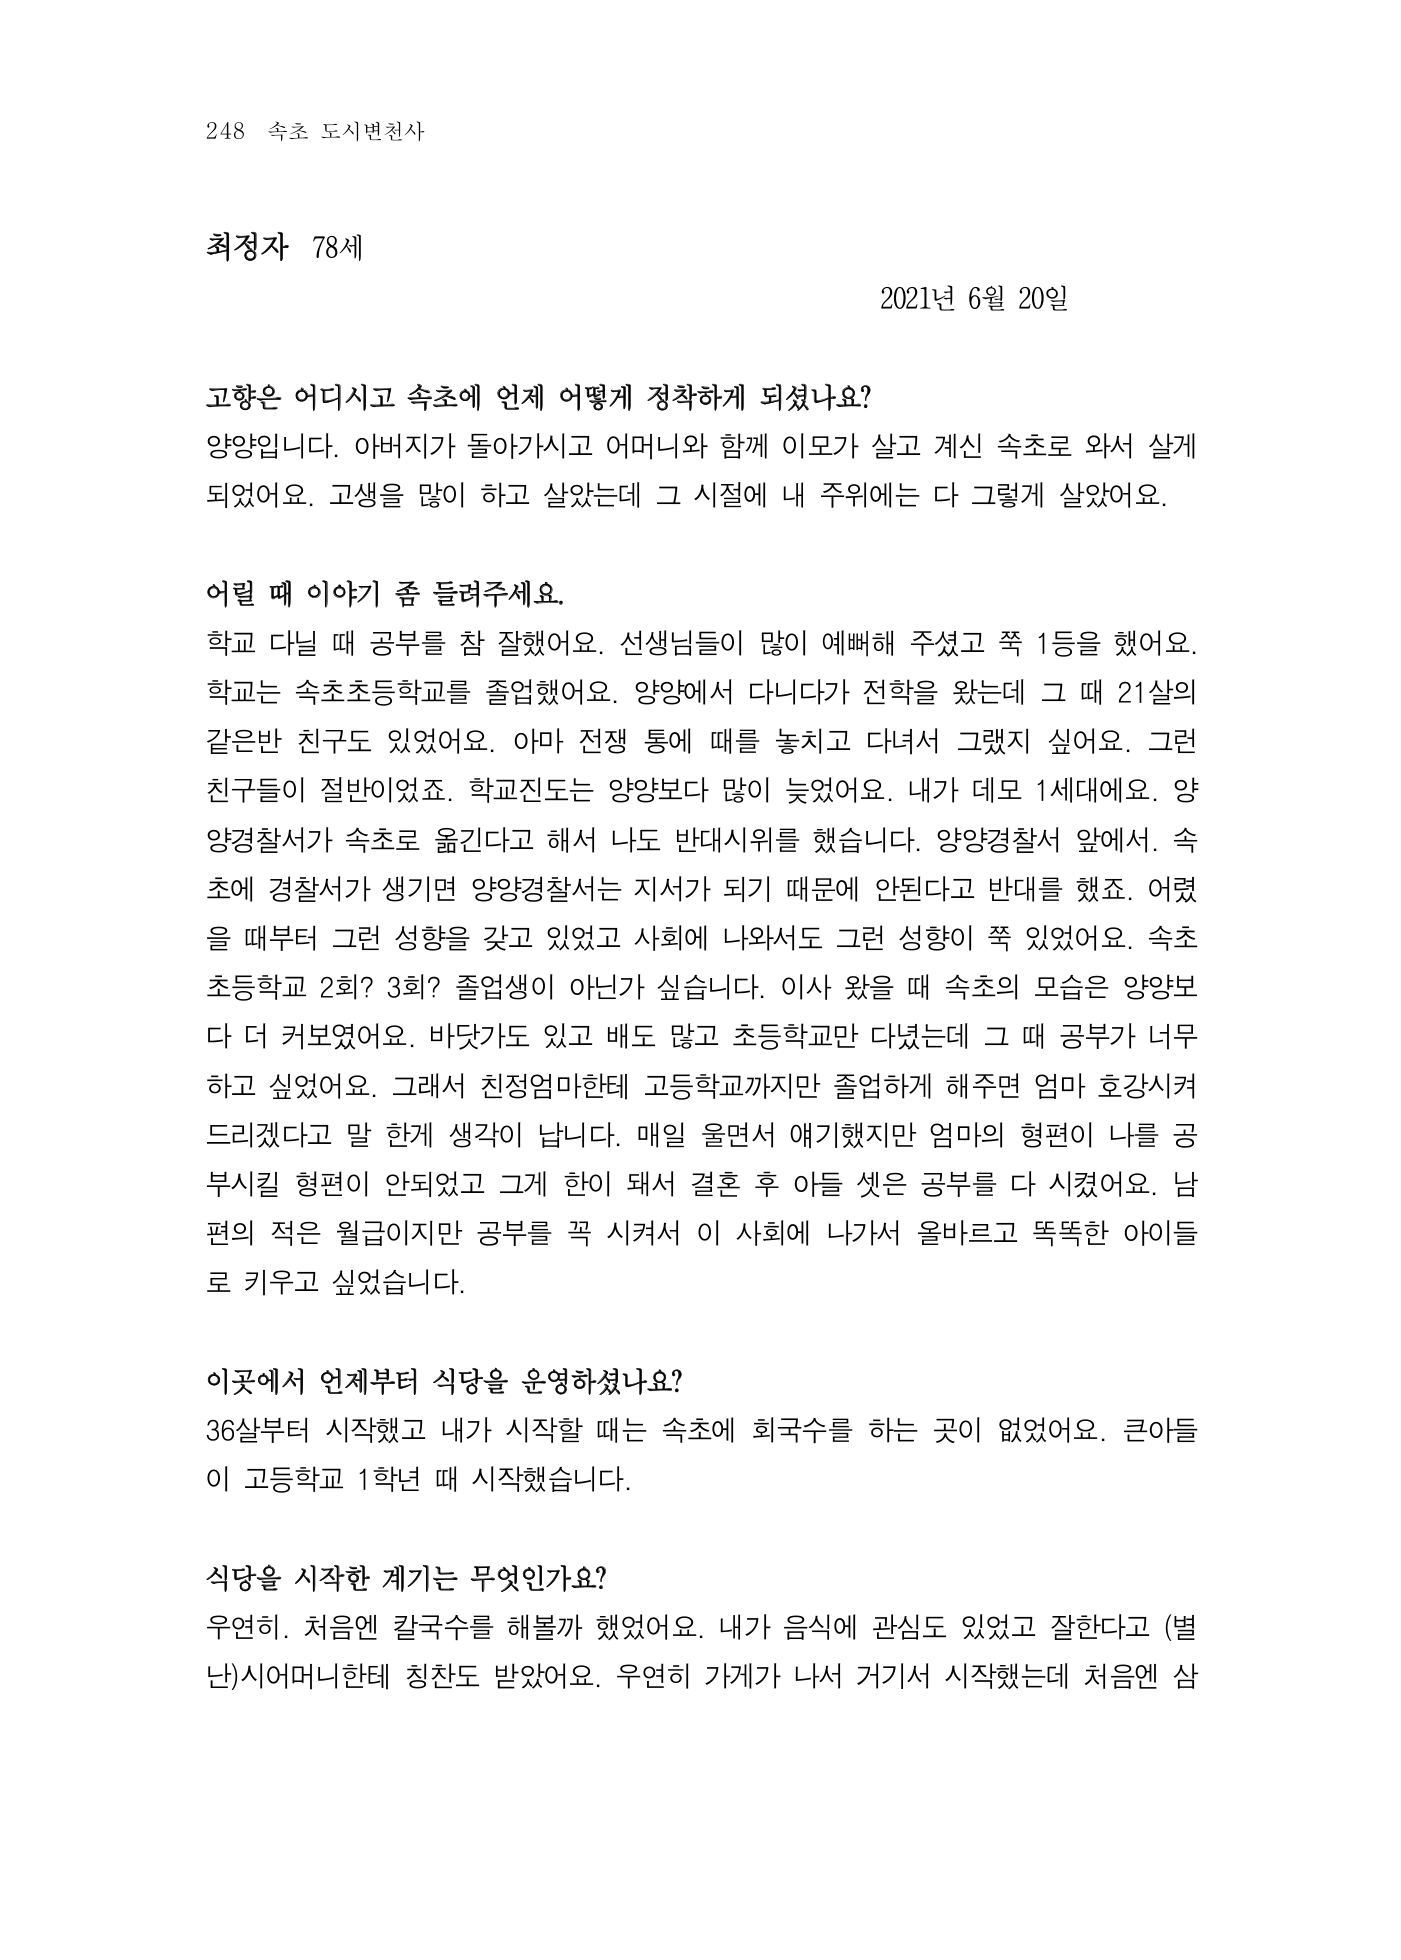 248 속초 도시변천사
최정자 78세
2021년 6월 20일
고향은 어디시고 속초에 언제 어떻게 정착하게 되셨나요?
양양입니다. 아버지가 돌아가시고 어머니와 함께 이모가 살고 계신 속초로 와서 살게
되었어요. 고생을 많이 하고 살았는데 그 시절에 내 주위에는 다 그렇게 살았어요.
어릴 때 이야기 좀 들려주세요.
학교 다닐 때 공부를 참 잘했어요. 선생님들이 많이 예뻐해 주셨고 쭉 1등을 했어요.
학교는 속초초등학교를 졸업했어요. 양양에서 다니다가 전학을 왔는데 그 때 21살의
같은반 친구도 있었어요. 아마 전쟁 통에 때를 놓치고 다녀서 그랬지 싶어요. 그런
친구들이 절반이었죠. 학교진도는 양양보다 많이 늦었어요. 내가 데모 1세대에요. 양
양경찰서가 속초로 옮긴다고 해서 나도 반대시위를 했습니다. 양양경찰서 앞에서. 속
초에 경찰서가 생기면 양양경찰서는 지서가 되기 때문에 안된다고 반대를 했죠. 어렸
을 때부터 그런 성향을 갖고 있었고 사회에 나와서도 그런 성향이 쭉 있었어요. 속초
초등학교 2회? 3회? 졸업생이 아닌가 싶습니다. 이사 왔을 때 속초의 모습은 양양보
다 더 커보였어요. 바닷가도 있고 배도 많고 초등학교만 다녔는데 그 때 공부가 너무
하고 싶었어요. 그래서 친정엄마한테 고등학교까지만 졸업하게 해주면 엄마 호강시켜
드리겠다고 말 한게 생각이 납니다. 매일 울면서 얘기했지만 엄마의 형편이 나를 공
부시킬 형편이 안되었고 그게 한이 돼서 결혼 후 아들 셋은 공부를 다 시켰어요. 남
편의 적은 월급이지만 공부를 꼭 시켜서 이 사회에 나가서 올바르고 똑똑한 아이들
로 키우고 싶었습니다.
이곳에서 언제부터 식당을 운영하셨나요?
36살부터 시작했고 내가 시작할 때는 속초에 회국수를 하는 곳이 없었어요. 큰아들
이 고등학교 1학년 때 시작했습니다.
식당을 시작한 계기는 무엇인가요?
우연히. 처음엔 칼국수를 해볼까 했었어요. 내가 음식에 관심도 있었고 잘한다고 (별
난)시어머니한테 칭찬도 받았어요. 우연히 가게가 나서 거기서 시작했는데 처음엔 삼